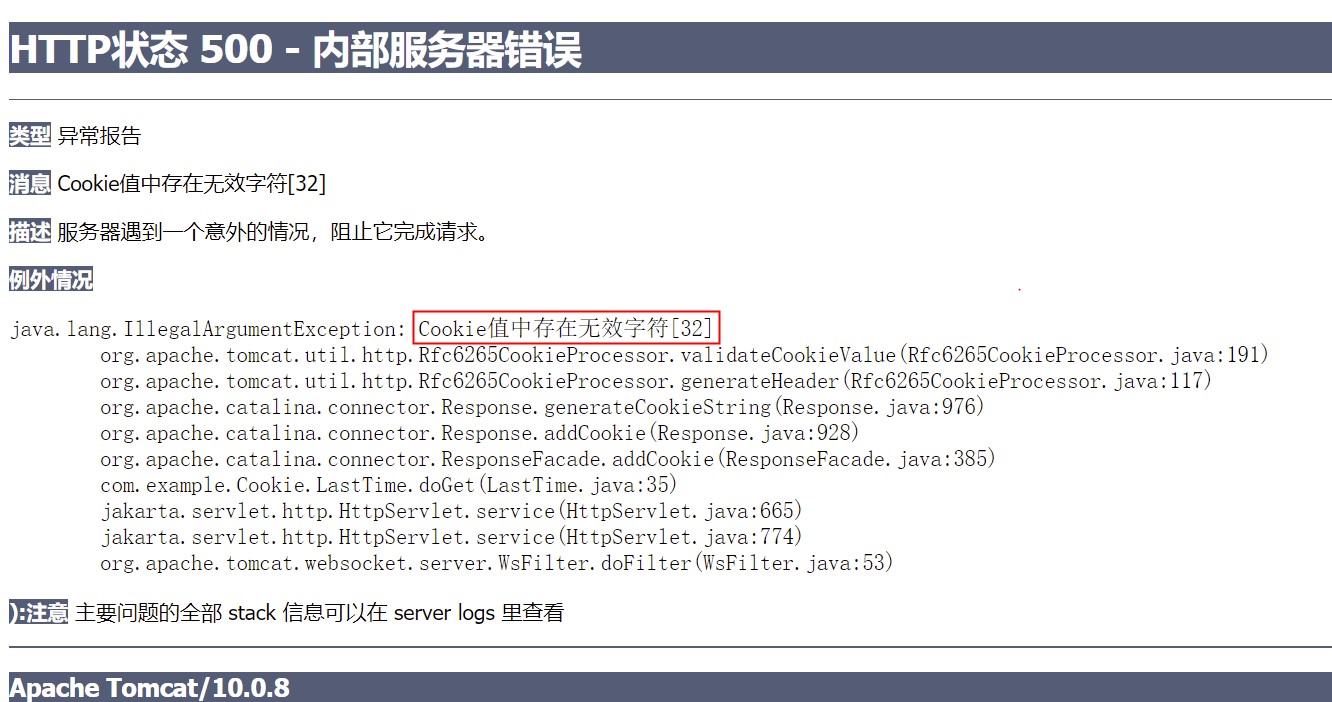 HTTP状态 500 - 内部服务器错误
类型 异常报告
消息 Cookie值中存在无效字符[32]
描述 服务器遇到一个意外的情况，阻止它完成请求。
例外情况
java.lang.IllegalArgumentException: Cookie值中存在无效字符[32]
org.apache.tomcat.util.http.Rfc6265CookieProcessor.validateCookieValue(Rfc6265CookieProcessor.java:191)
org.apache.tomcat.util.http.Rfc6265CookieProcessor.generateHeader(Rfc6265CookieProcessor.java:117)
org.apache.catalina.connector.Response.generateCookieString(Response.java:976)
org.apache.catalina.connector.Response.addCookie(Response.java:928)
org.apache.catalina.connector.ResponseFacade.addCookie(ResponseFacade.java:385)
com.example.Cookie.LastTime.doGet(LastTime.java:35)
jakarta.servlet.http.HttpServlet.service(HttpServlet.java:665)
jakarta.servlet.http.HttpServlet.service(HttpServlet.java:774)
org.apache.tomcat.websocket.server.WsFilter.doFilter(WsFilter.java:53)
):注意 主要问题的全部 stack 信息可以在 server logs 里查看
Apache Tomcat/10.0.8